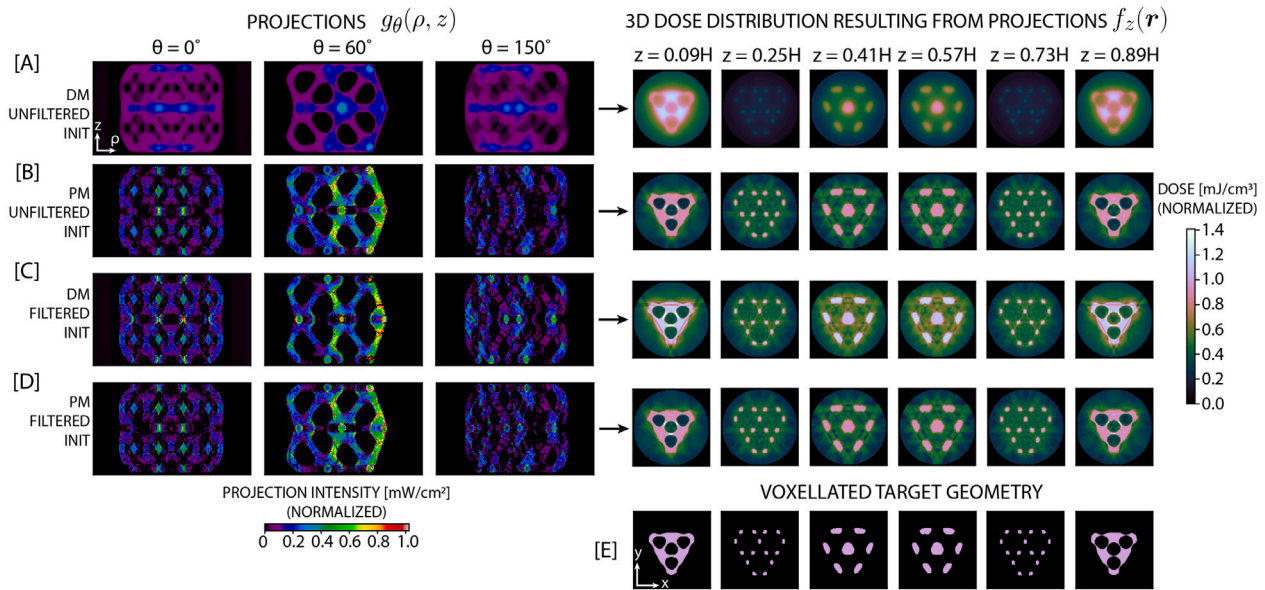 PROJECTIONS g_θ(ρ, z)
3D DOSE DISTRIBUTION RESULTING FROM PROJECTIONS f_z(r)
θ = 0° θ = 60° θ = 150°
z = 0.09H z = 0.25H z = 0.41H z = 0.57H z = 0.73H z = 0.89H
[A]
DM
UNFILTERED
INIT
z
ρ
[B]
PM
UNFILTERED
INIT
[C]
DM
FILTERED
INIT
[D]
PM
FILTERED
INIT
DOSE [mJ/cm³]
(NORMALIZED)
1.4
1.2
1.0
0.8
0.6
0.4
0.2
0.0
PROJECTION INTENSITY [mW/cm²]
(NORMALIZED)
0 0.2 0.4 0.6 0.8 1.0
VOXELLATED TARGET GEOMETRY
[E]
y
x